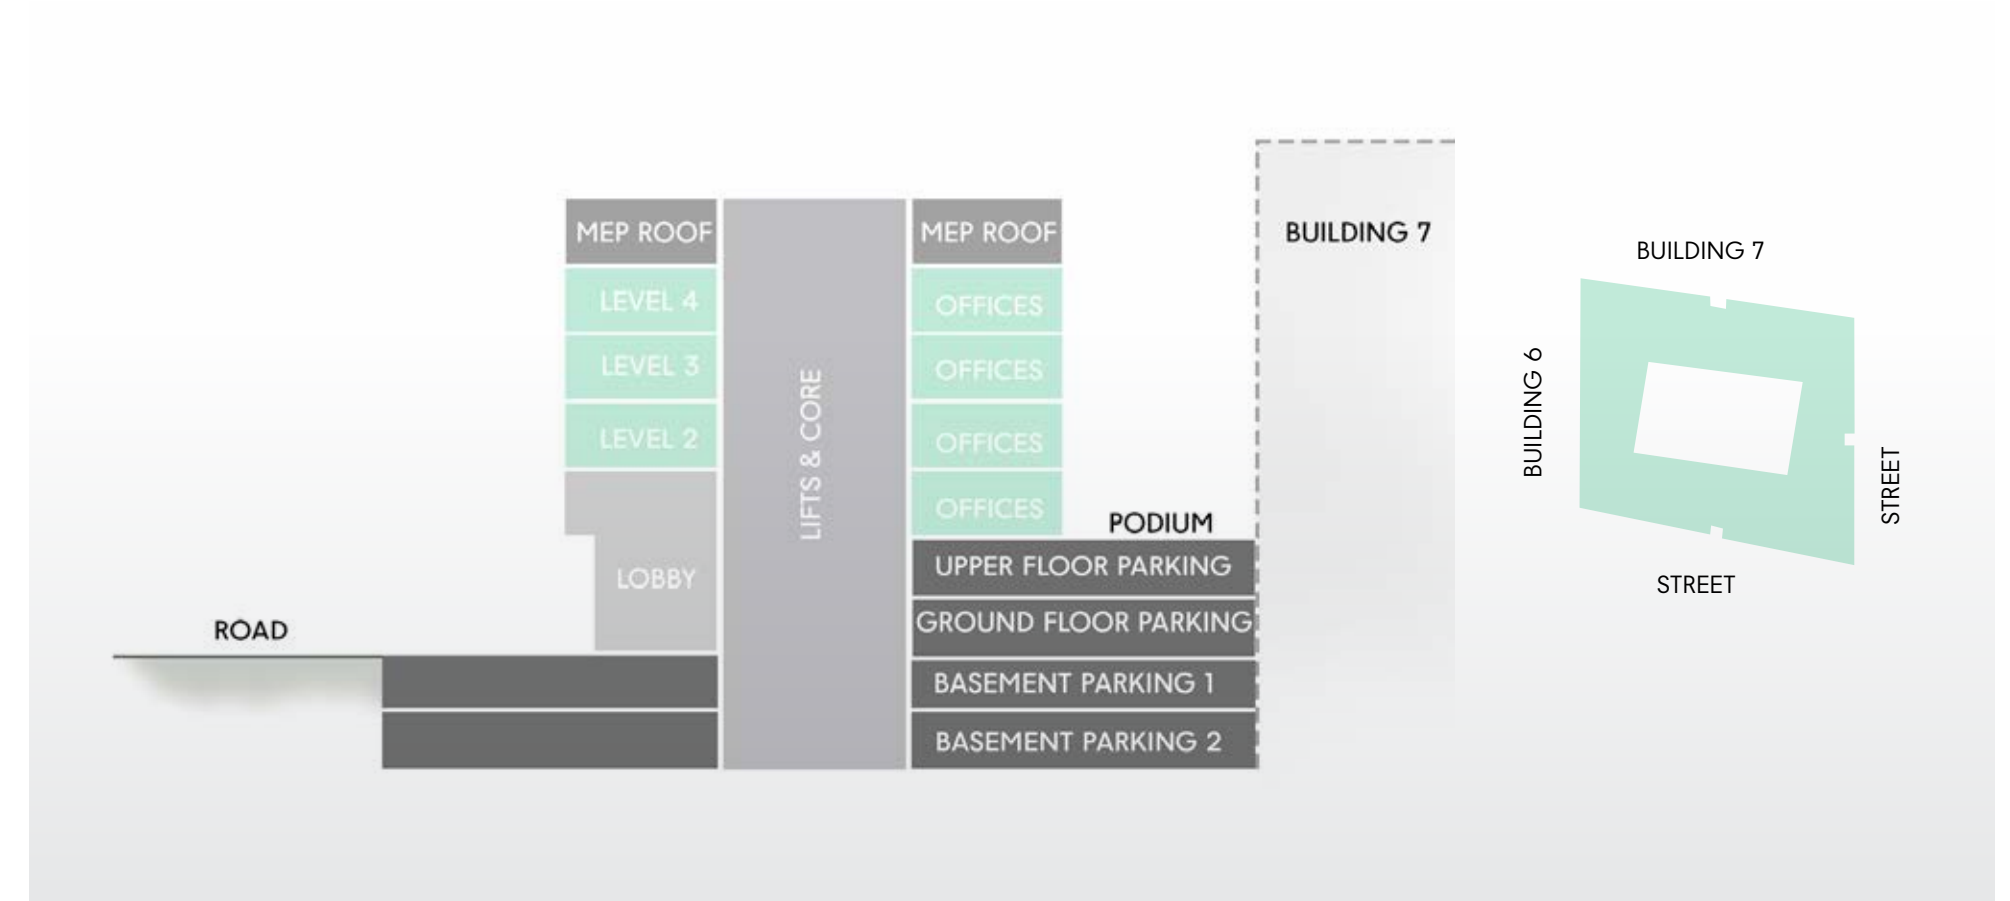 MEP ROOF
MEP ROOF
BUILDING 7
LEVEL 4
OFFICES
LEVEL 3
OFFICES
LEVEL 2
OFFICES
LIFTS & CORE
OFFICES
PODIUM
LOBBY
UPPER FLOOR PARKING
GROUND FLOOR PARKING
ROAD
BASEMENT PARKING 1
BASEMENT PARKING 2
BUILDING 7
BUILDING 6
STREET
STREET